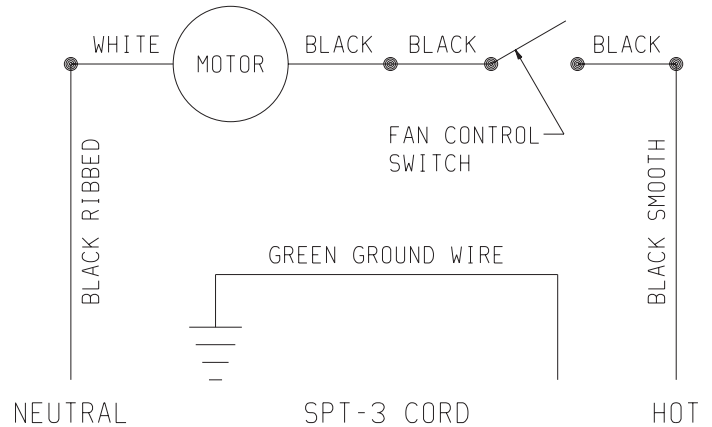 WHITE
MOTOR
BLACK
BLACK
BLACK
FAN CONTROL
SWITCH
BLACK RIBBED
BLACK SMOOTH
GREEN GROUND WIRE
NEUTRAL
SPT-3 CORD
HOT